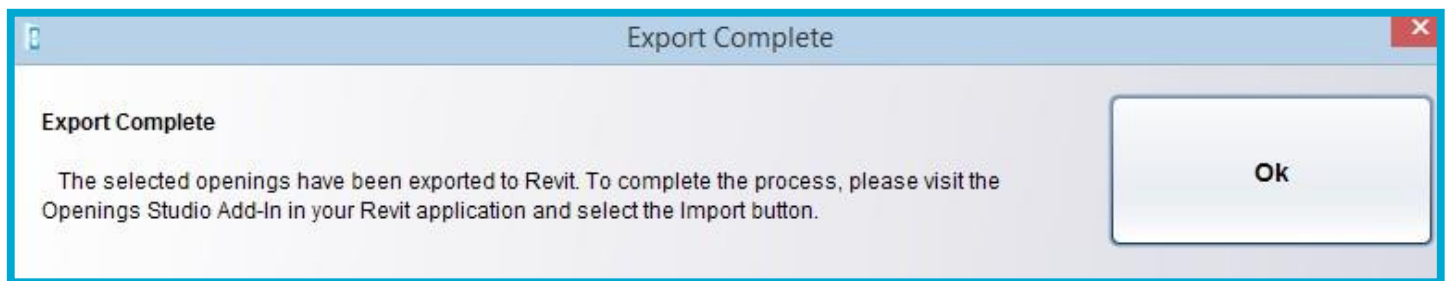 Export Complete
Export Complete
The selected openings have been exported to Revit. To complete the process, please visit the
Openings Studio Add-In in your Revit application and select the Import button.
Ok